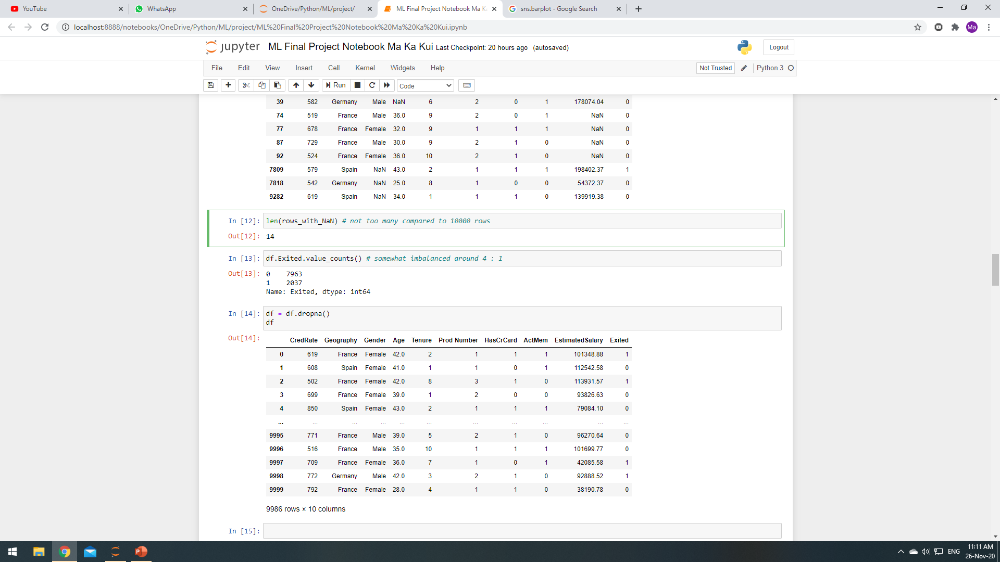 YouTube
WhatsApp
OneDrive/Python/ML/project/
ML Final Project Notebook Ma Ka
sns.barplot - Google Search
localhost:8888/notebooks/OneDrive/Python/ML/project/ML%20Final%20Project%20Notebook%20Ma%20Ka%20Kui.ipynb
Ma
jupyter ML Final Project Notebook Ma Ka Kui Last Checkpoint: 20 hours ago (autosaved)
Logout
File Edit View Insert Cell Kernel Widgets Help
Not Trusted Python 3
Run Code
39 582 Germany Male NaN 6 2 0 1 178074.04 0
74 519 France Male 36.0 9 2 0 1 NaN 0
77 678 France Female 32.0 9 1 1 1 NaN 0
87 729 France Male 30.0 9 2 1 0 NaN 0
92 524 France Female 36.0 10 2 1 0 NaN 0
7809 579 Spain NaN 43.0 2 1 1 1 198402.37 1
7818 542 Germany NaN 25.0 8 1 0 0 54372.37 0
9282 619 Spain NaN 34.0 1 1 1 0 139919.38 0
In [12]: len(rows_with_NaN) # not too many compared to 10000 rows
Out[12]: 14
In [13]: df.Exited.value_counts() # somewhat imbalanced around 4 : 1
Out[13]: 0 7963
1 2037
Name: Exited, dtype: int64
In [14]: df = df.dropna()
df
Out[14]:
CredRate Geography Gender Age Tenure Prod Number HasCrCard ActMem EstimatedSalary Exited
0 619 France Female 42.0 2 1 1 1 101348.88 1
1 608 Spain Female 41.0 1 1 0 1 112542.58 0
2 502 France Female 42.0 8 3 1 0 113931.57 1
3 699 France Female 39.0 1 2 0 0 93826.63 0
4 850 Spain Female 43.0 2 1 1 1 79084.10 0
... ... ... ... ... ... ... ... ... ... ...
9995 771 France Male 39.0 5 2 1 0 96270.64 0
9996 516 France Male 35.0 10 1 1 1 101699.77 0
9997 709 France Female 36.0 7 1 0 1 42085.58 1
9998 772 Germany Male 42.0 3 2 1 0 92888.52 1
9999 792 France Female 28.0 4 1 1 0 38190.78 0
9986 rows × 10 columns
In [15]:
ENG
11:11 AM
26-Nov-20